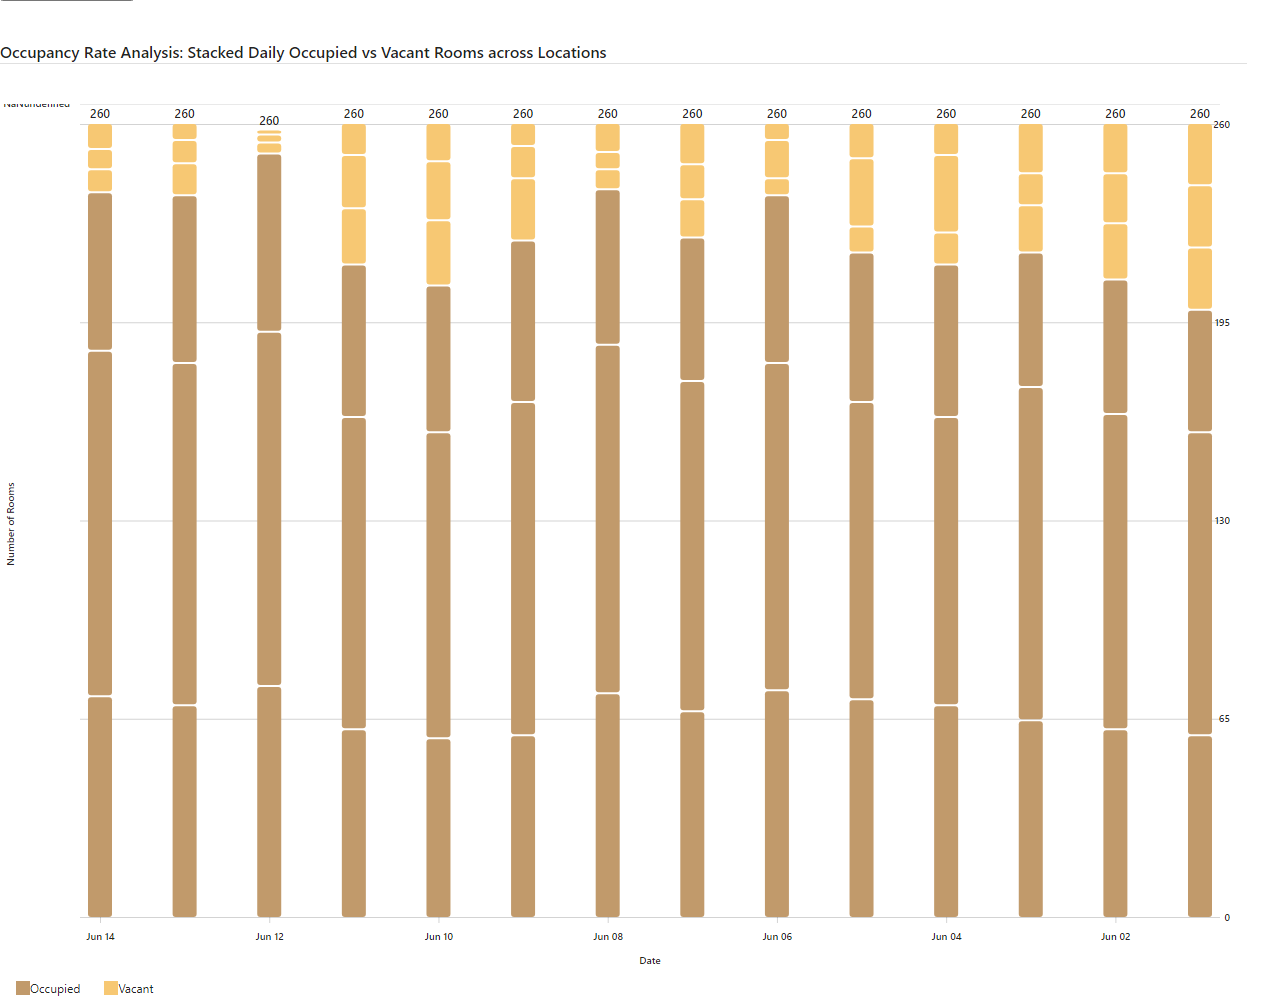 Occupancy Rate Analysis: Stacked Daily Occupied vs Vacant Rooms across Locations
NaNundefined
260 260 260 260 260 260 260 260 260 260 260 260 260 260
260
195
130
65
0
Number of Rooms
Jun 14 Jun 12 Jun 10 Jun 08 Jun 06 Jun 04 Jun 02
Date
Occupied Vacant